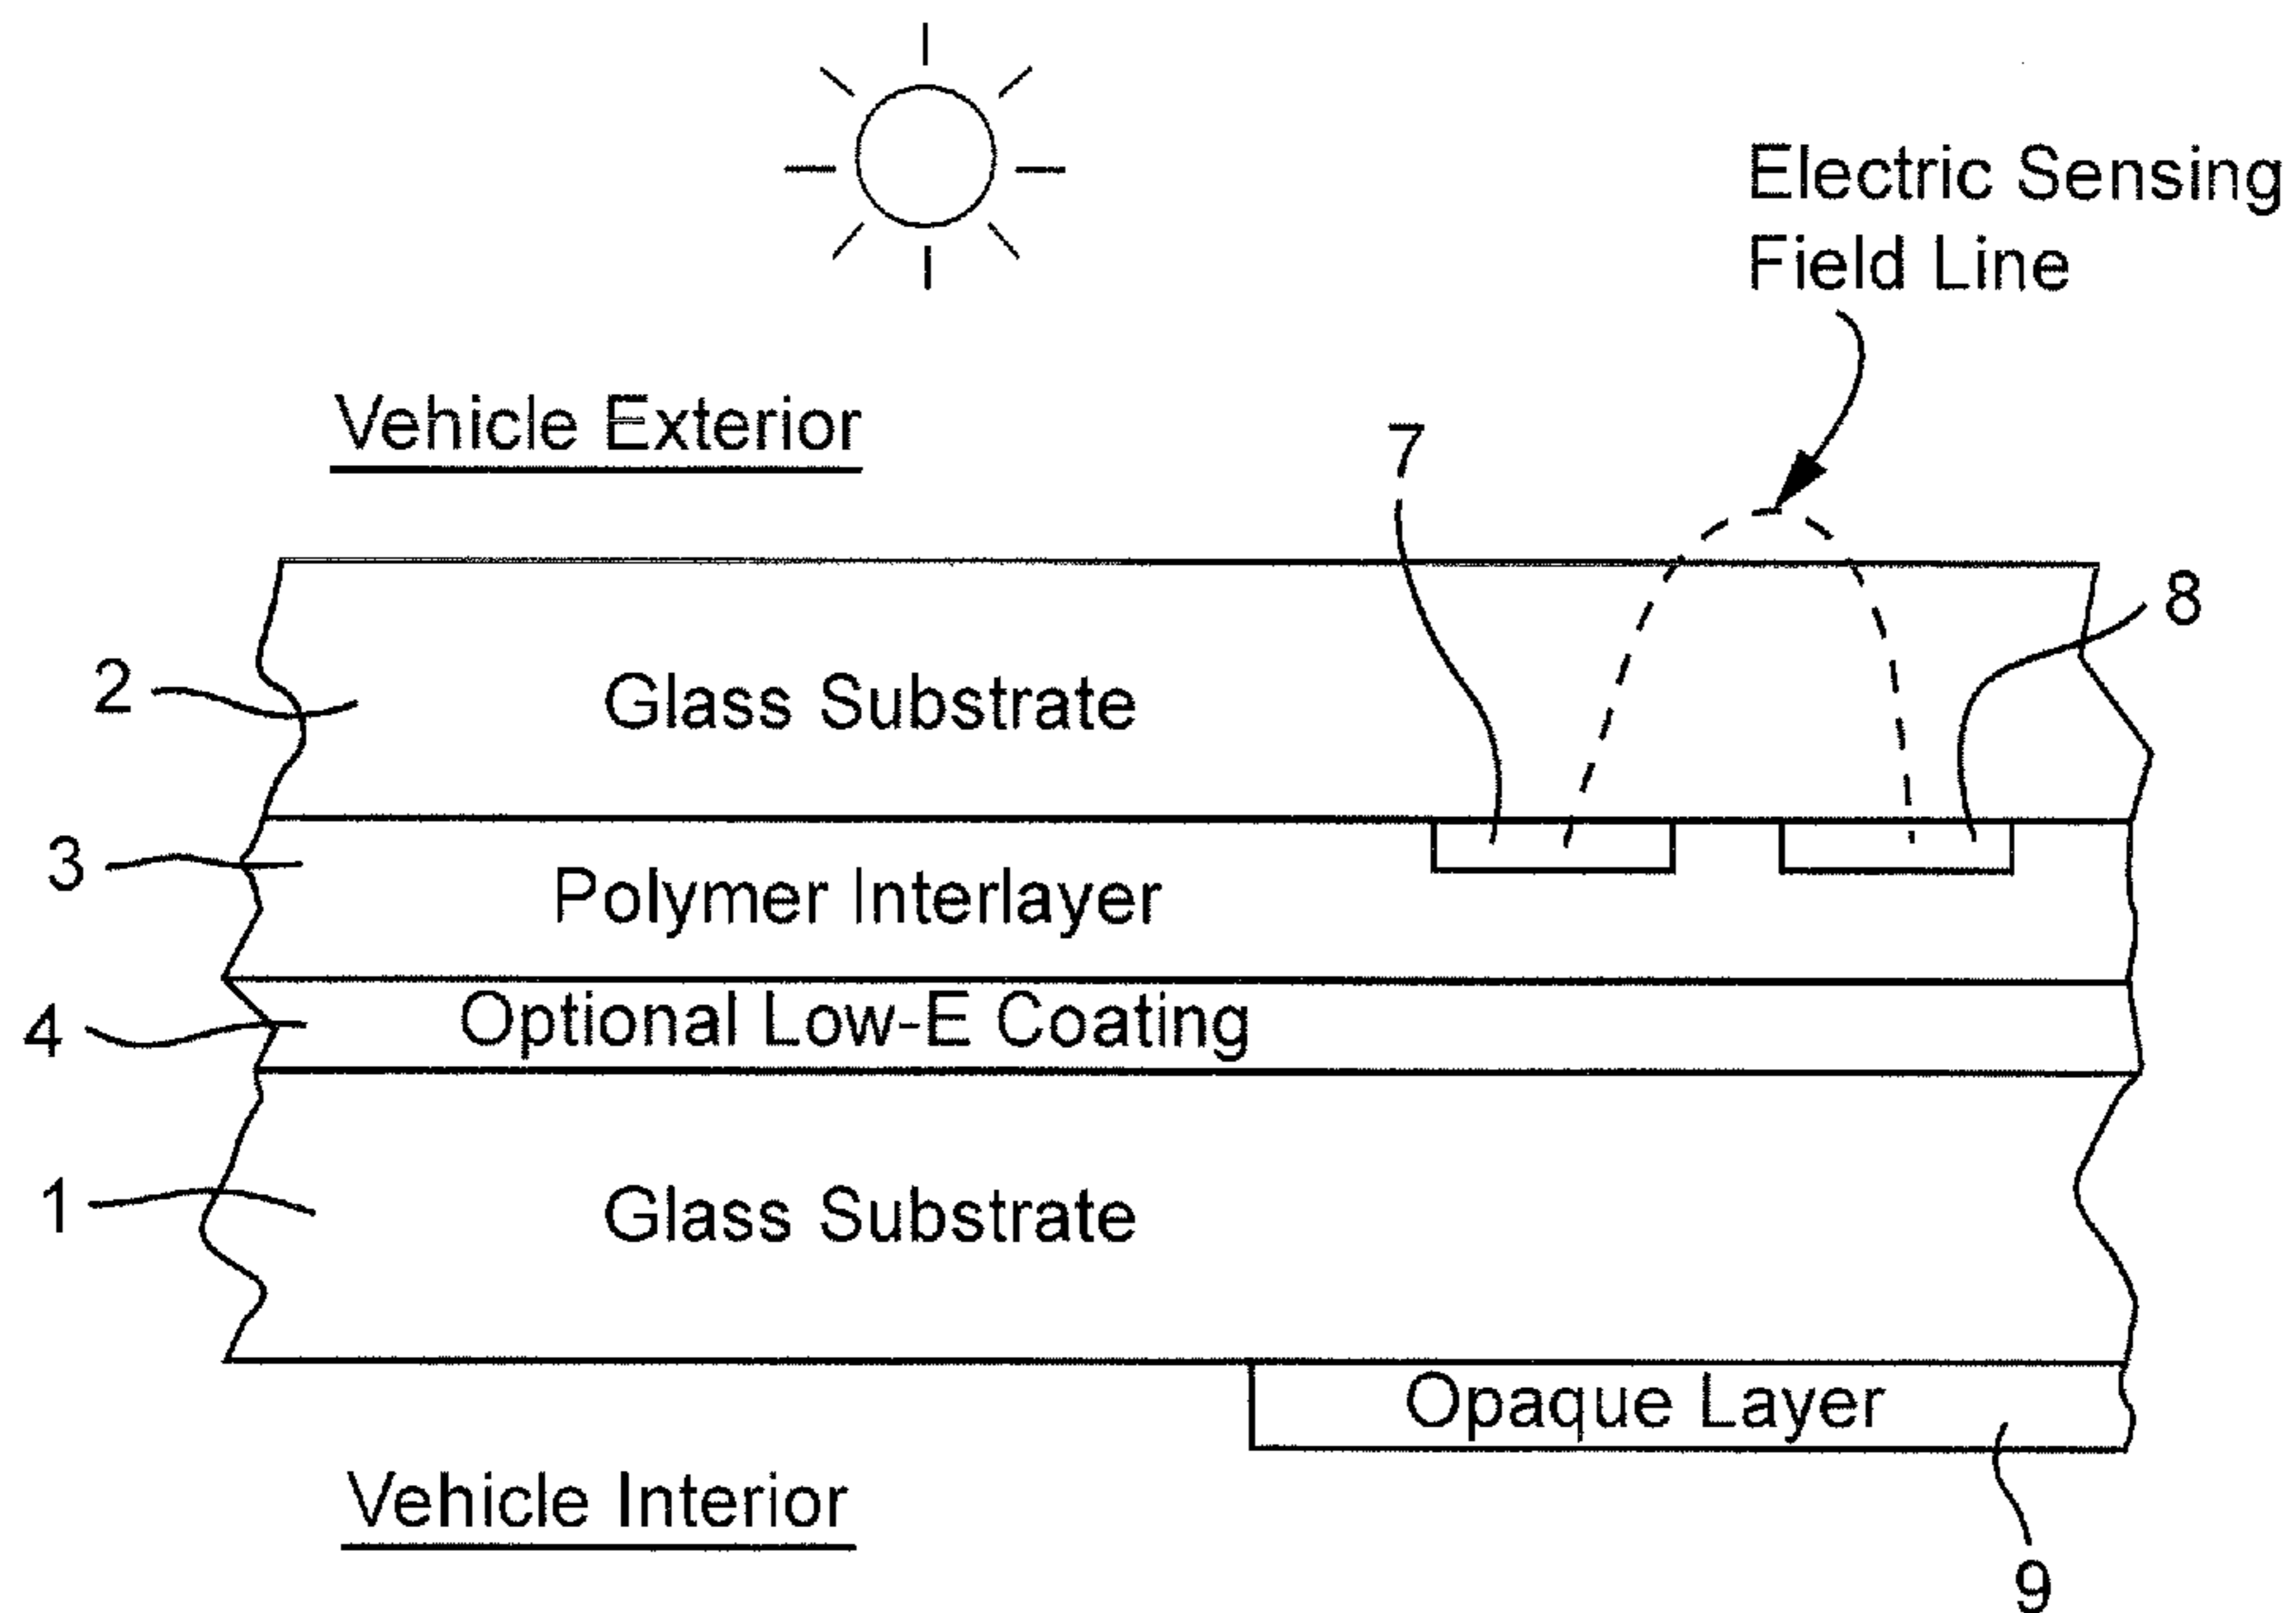 Electric Sensing
Field Line
Vehicle Exterior
7
8
2
Glass Substrate
3
Polymer Interlayer
4
Optional Low-E Coating
1
Glass Substrate
Opaque Layer
Vehicle Interior
9